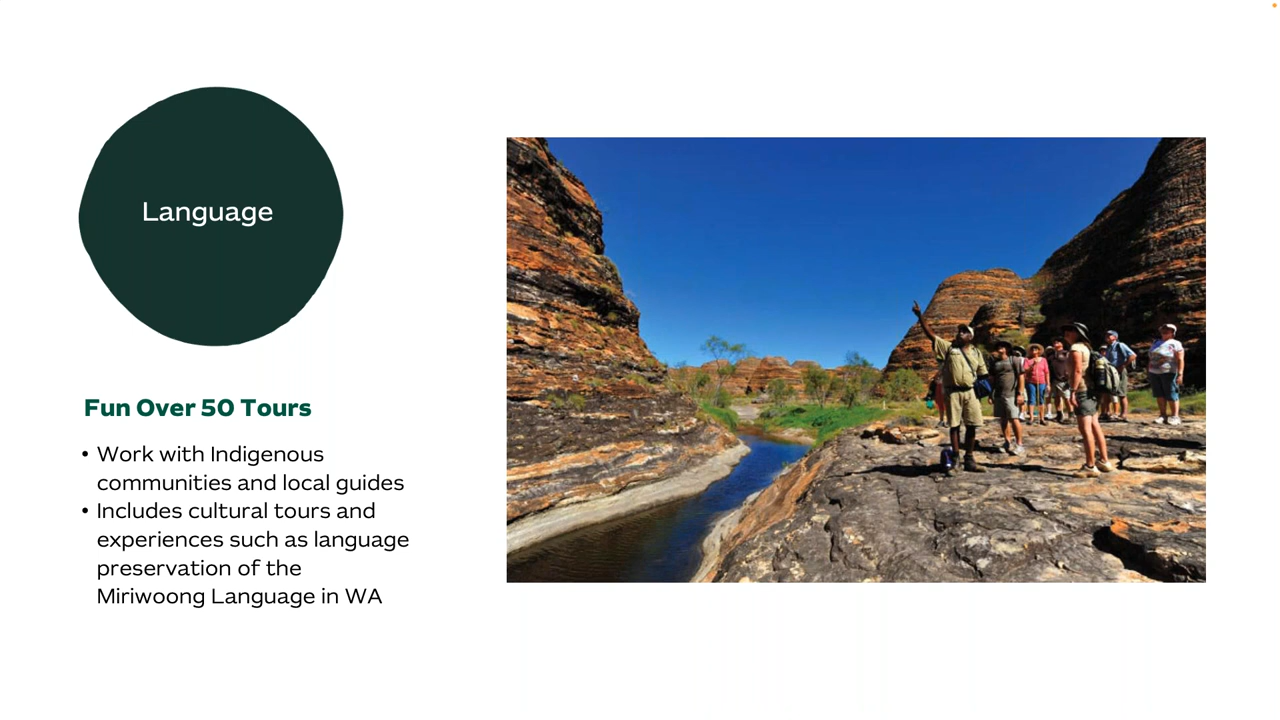 Language
Fun Over 50 Tours
• Work with Indigenous
communities and local guides
• Includes cultural tours and
experiences such as language
preservation of the
Miriwoong Language in WA